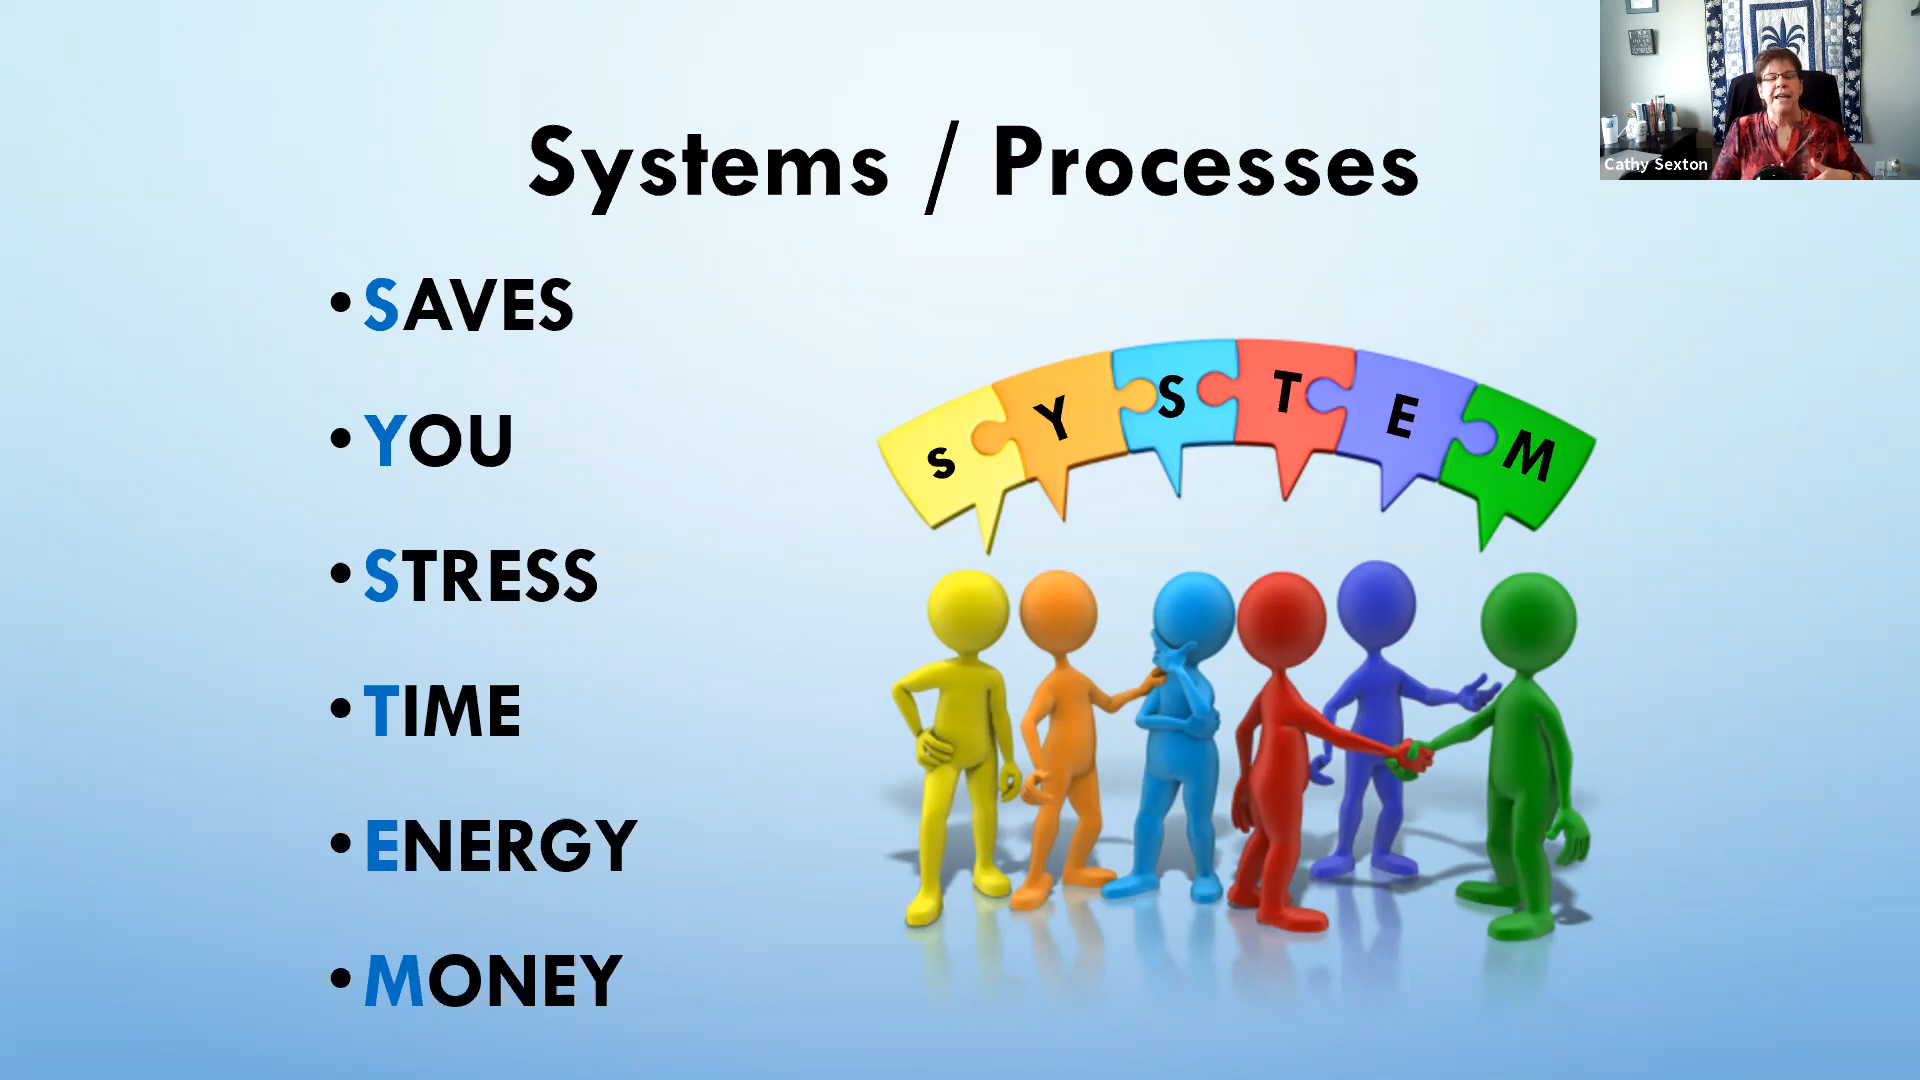 Systems / Processes
• SAVES
• YOU
• STRESS
• TIME
• ENERGY
• MONEY
s Y S T E M
Cathy Sexton